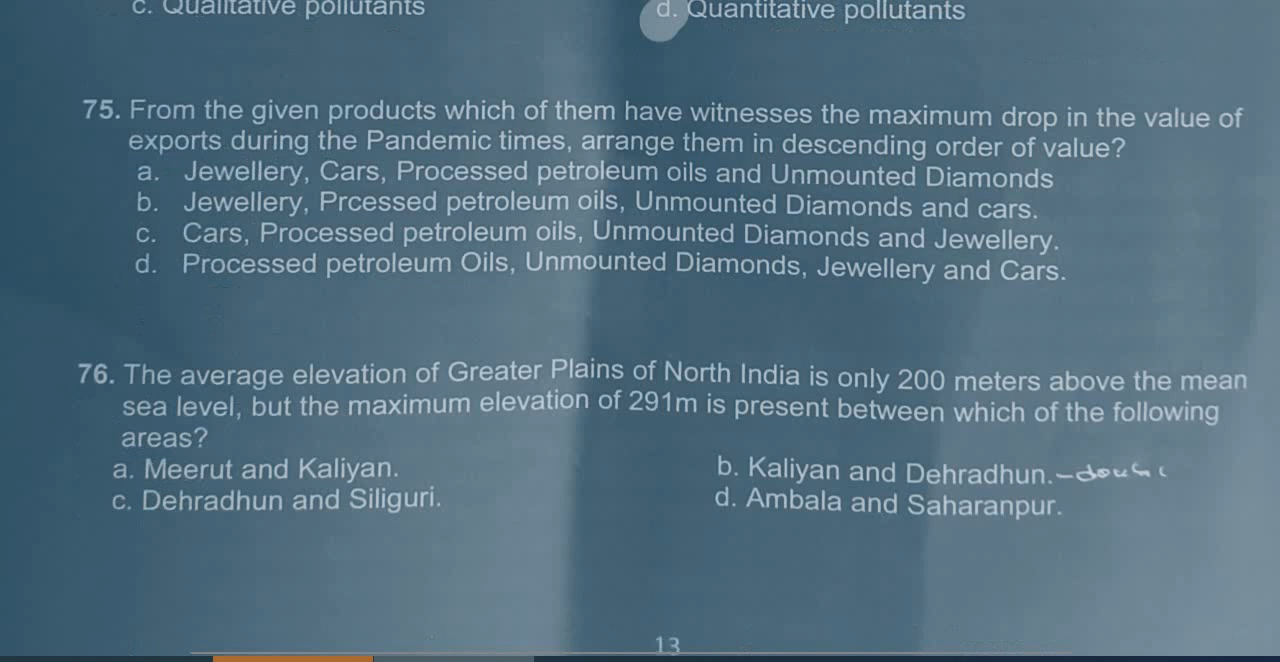 c. Qualitative pollutants
d. Quantitative pollutants
75. From the given products which of them have witnesses the maximum drop in the value of
exports during the Pandemic times, arrange them in descending order of value?
a. Jewellery, Cars, Processed petroleum oils and Unmounted Diamonds
b. Jewellery, Prcessed petroleum oils, Unmounted Diamonds and cars.
c. Cars, Processed petroleum oils, Unmounted Diamonds and Jewellery.
d. Processed petroleum Oils, Unmounted Diamonds, Jewellery and Cars.
76. The average elevation of Greater Plains of North India is only 200 meters above the mean
sea level, but the maximum elevation of 291m is present between which of the following
areas?
a. Meerut and Kaliyan.
b. Kaliyan and Dehradhun.
c. Dehradhun and Siliguri.
d. Ambala and Saharanpur.
13